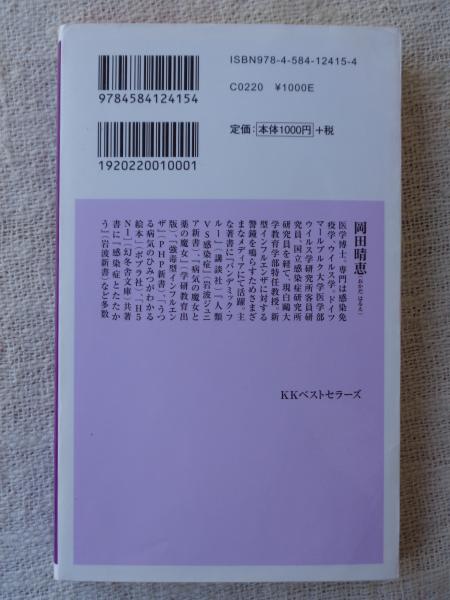 ISBN978-4-584-12415-4
C0220 ¥1000E
定価:本体1000円+税
9784584124154
1920220010001
岡田晴恵(おかだ はるえ)
医学博士。専門は感染免
疫学、ウイルス学。ドイツ
マールブルク大学医学部
ウイルス学研究所客員研
究員、国立感染症研究所
研究員を経て、現白鷗大
学教育学部特任教授。新
型インフルエンザに対する
警鐘を鳴らすためさまざ
まなメディアにて活躍。主
な著書に『パンデミック・フ
ルー』(講談社)、『人類
VS感染症』(岩波ジュニ
ア新書)、『病気の魔女と
薬の魔女』(学研教育出
版)、『強毒型インフルエン
ザ』(PHP新書)、『うつ
る病気のひみつがわかる
絵本』(ポプラ社)、『H5
N1』(幻冬舎文庫)、共著
書に『感染症とたたか
う』(岩波新書)など多数
KKベストセラーズ